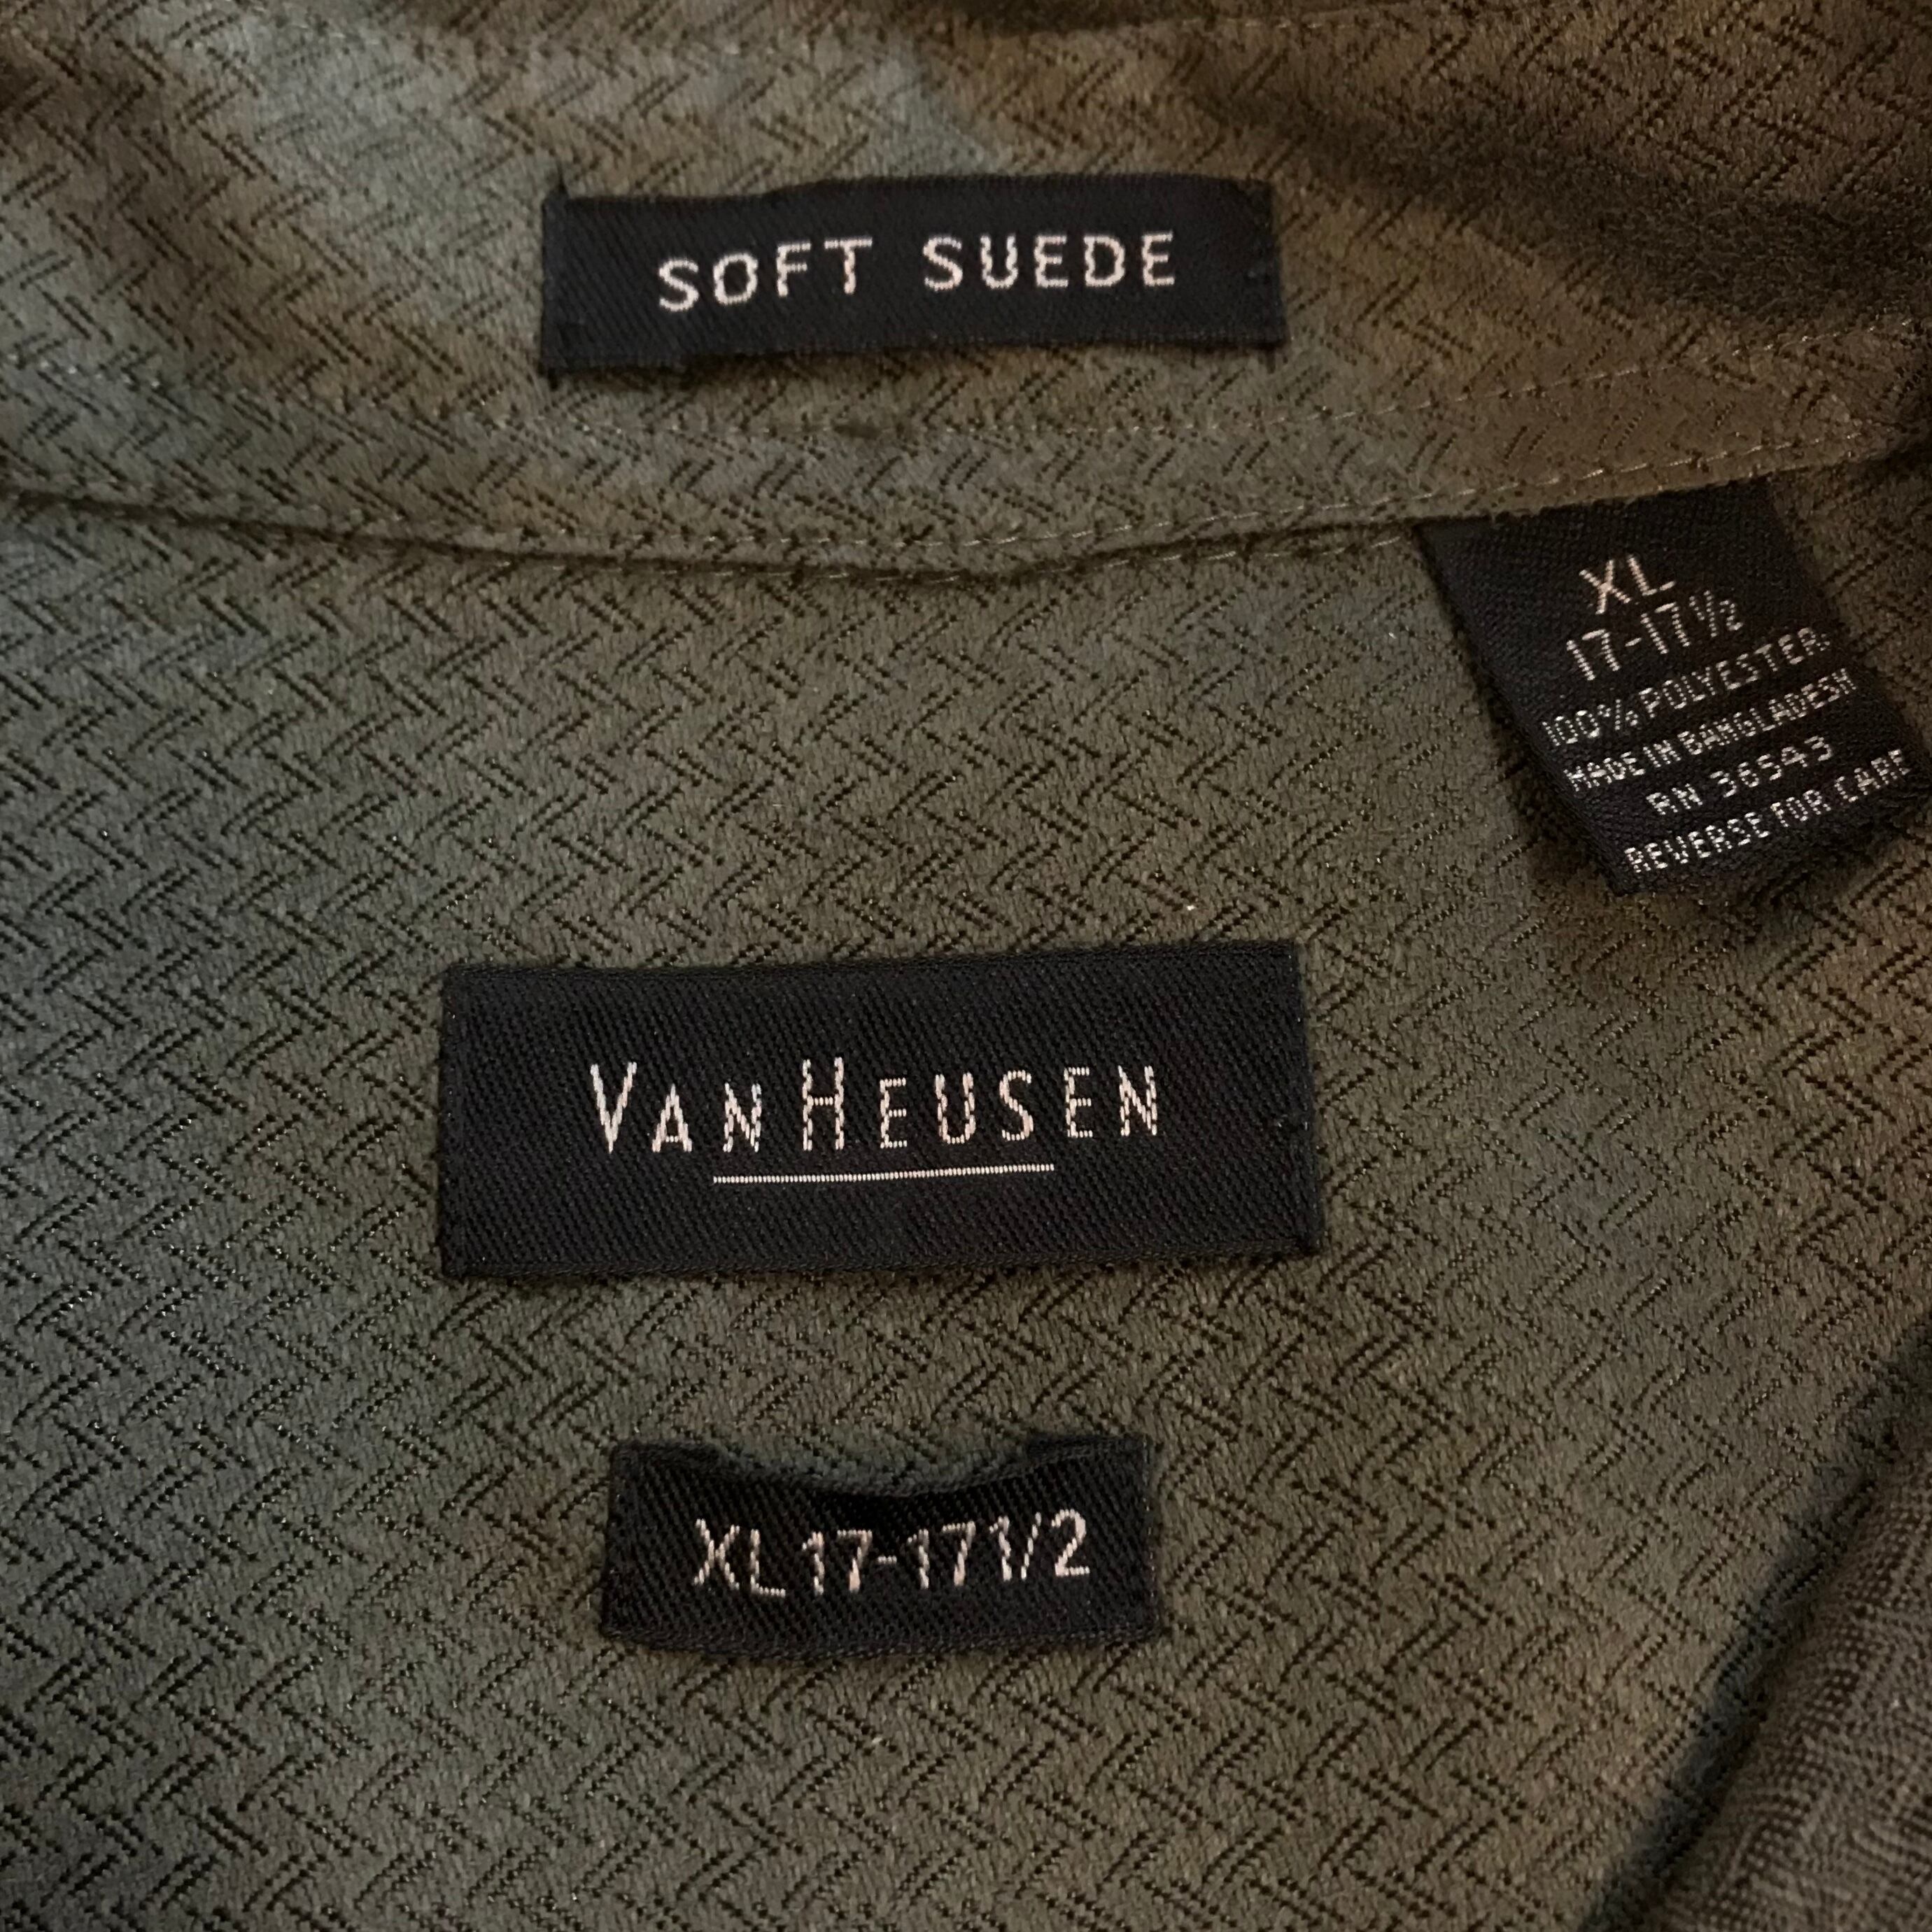 SOFT SUEDE
XL
17-17½
100% POLYESTER
MADE IN BANGLADESH
RN 36543
REVERSE FOR CARE
VAN HEUSEN
XL 17-17 1/2